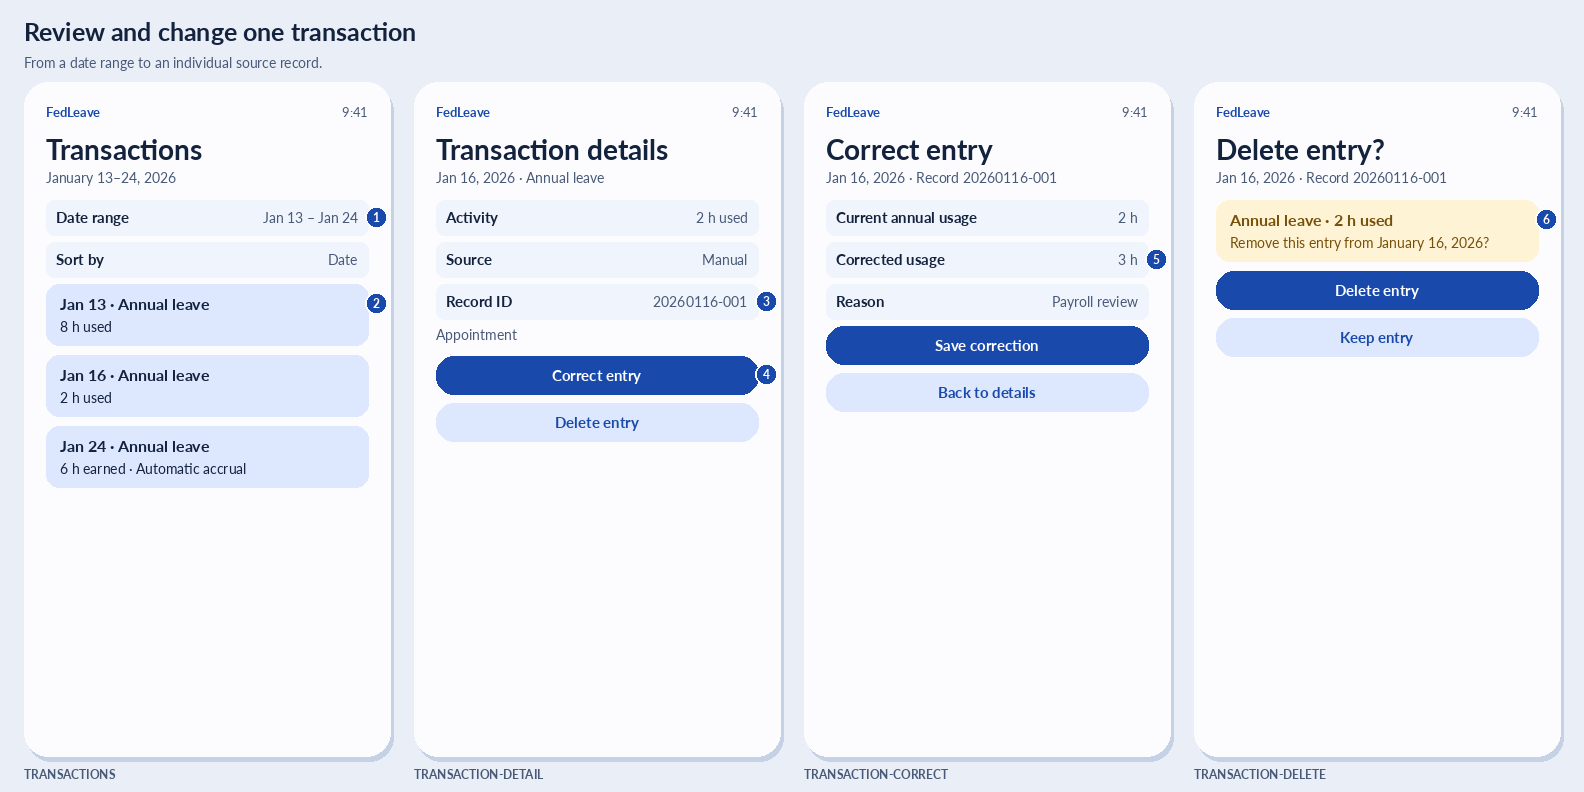 Review and change one transaction
From a date range to an individual source record.
FedLeave 9:41
Transactions
January 13–24, 2026
Date range Jan 13 – Jan 24 1
Sort by Date
Jan 13 · Annual leave 2
8 h used
Jan 16 · Annual leave
2 h used
Jan 24 · Annual leave
6 h earned · Automatic accrual
TRANSACTIONS
FedLeave 9:41
Transaction details
Jan 16, 2026 · Annual leave
Activity 2 h used
Source Manual
Record ID 20260116-001 3
Appointment
Correct entry 4
Delete entry
TRANSACTION-DETAIL
FedLeave 9:41
Correct entry
Jan 16, 2026 · Record 20260116-001
Current annual usage 2 h
Corrected usage 3 h 5
Reason Payroll review
Save correction
Back to details
TRANSACTION-CORRECT
FedLeave 9:41
Delete entry?
Jan 16, 2026 · Record 20260116-001
Annual leave · 2 h used 6
Remove this entry from January 16, 2026?
Delete entry
Keep entry
TRANSACTION-DELETE